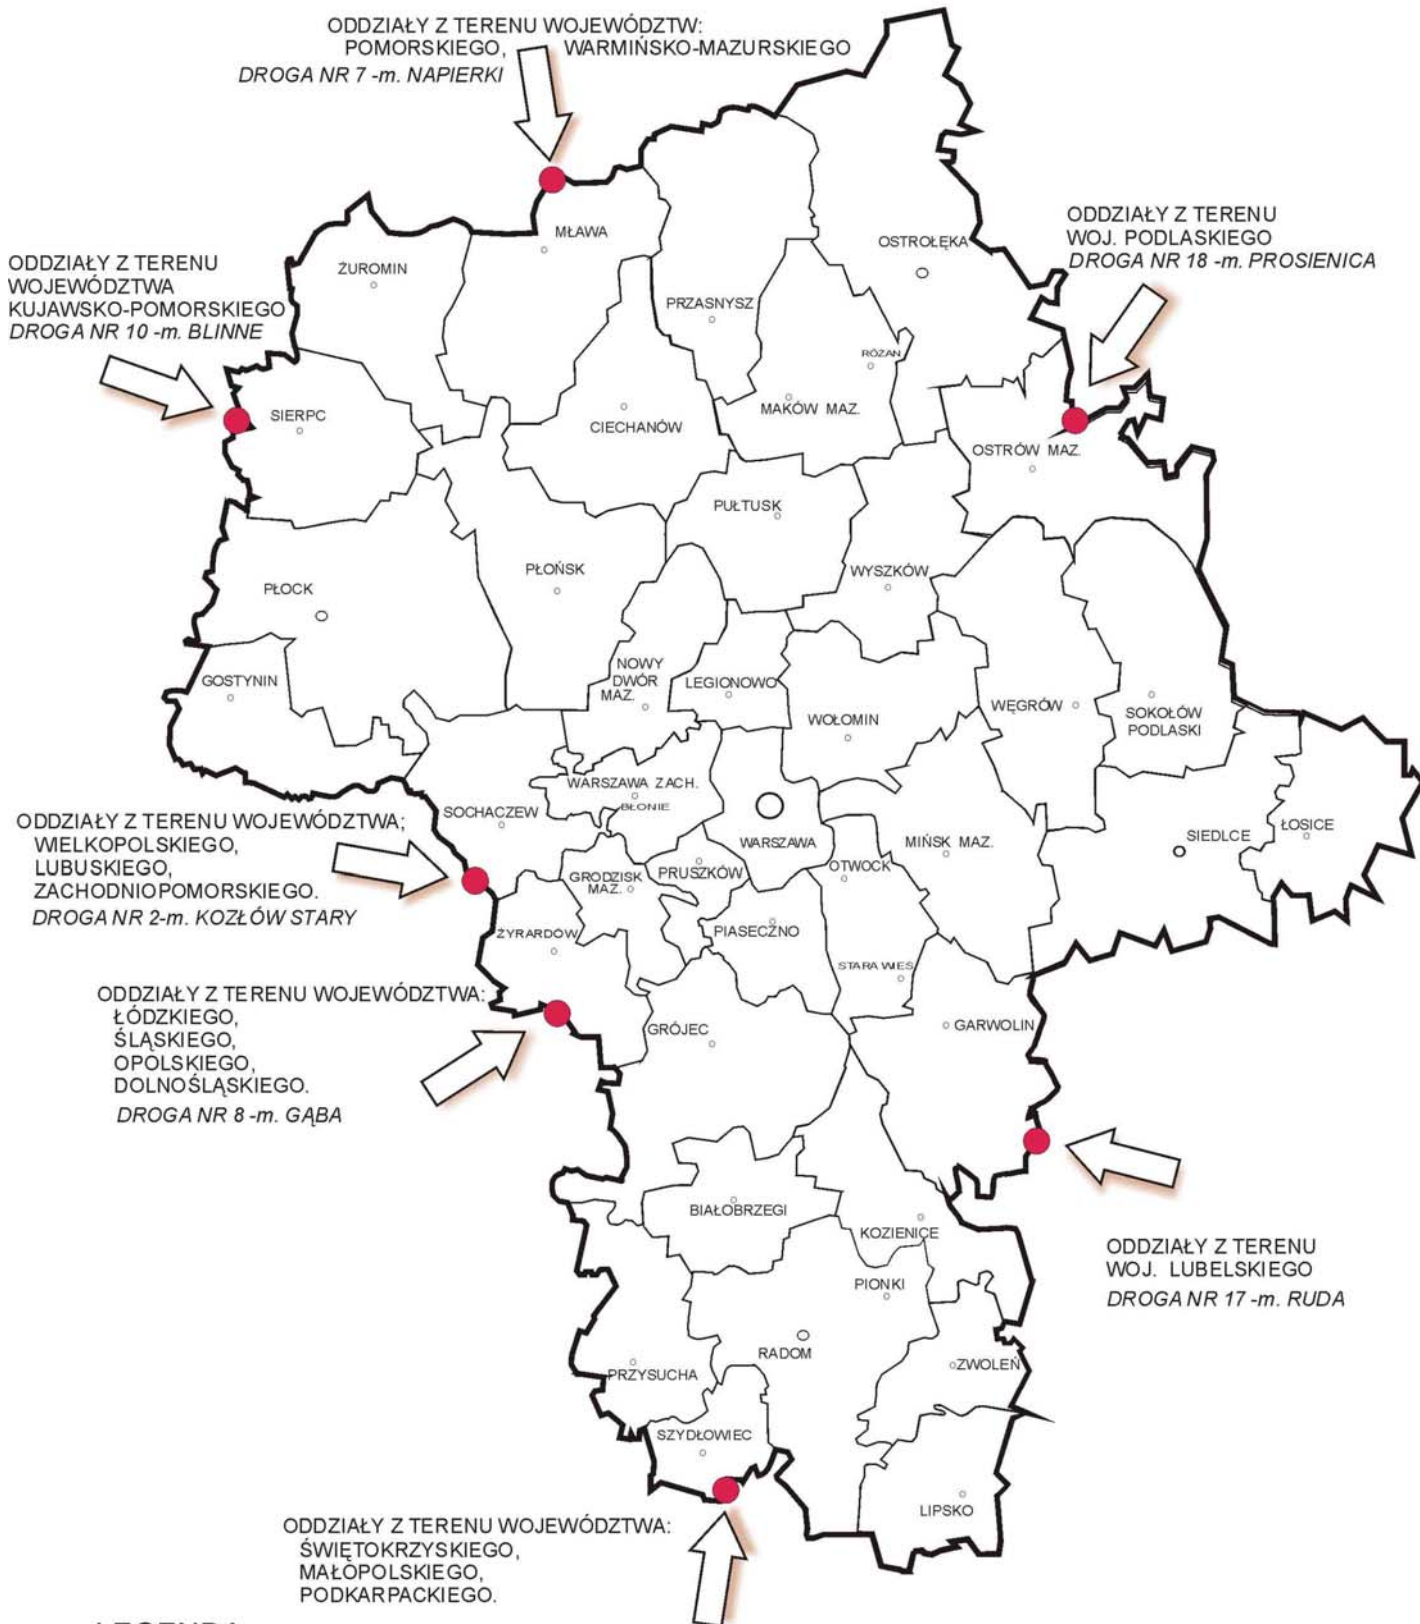 ODDZIAŁY Z TERENU WOJEWÓDZTW:
POMORSKIEGO, WARMIŃSKO-MAZURSKIEGO
DROGA NR 7 -m. NAPIERKI
ODDZIAŁY Z TERENU
WOJ. PODLASKIEGO
DROGA NR 18 -m. PROSIENICA
ODDZIAŁY Z TERENU
WOJEWÓDZTWA
KUJAWSKO-POMORSKIEGO
DROGA NR 10 -m. BLINNE
MŁAWA
OSTROŁĘKA
ŻUROMIN
PRZASNYSZ
RÓŻAN
MAKÓW MAZ.
SIERPC
CIECHANÓW
OSTRÓW MAZ.
PUŁTUSK
PŁOŃSK
WYSZKÓW
PŁOCK
NOWY
DWÓR
MAZ.
GOSTYNIN
LEGIONOWO
WOŁOMIN
WĘGRÓW
SOKOŁÓW
PODLASKI
WARSZAWA ZACH.
BŁONIE
SOCHACZEW
WARSZAWA
MIŃSK MAZ.
SIEDLCE
ŁOSICE
ODDZIAŁY Z TERENU WOJEWÓDZTWA;
WIELKOPOLSKIEGO,
LUBUSKIEGO,
ZACHODNIOPOMORSKIEGO.
DROGA NR 2-m. KOZŁÓW STARY
GRODZISK
MAZ.
PRUSZKÓW
OTWOCK
ŻYRARDÓW
PIASECZNO
STARA WIEŚ
ODDZIAŁY Z TERENU WOJEWÓDZTWA:
ŁÓDZKIEGO,
ŚLĄSKIEGO,
OPOLSKIEGO,
DOLNOŚLĄSKIEGO.
DROGA NR 8 -m. GĄBA
GRÓJEC
GARWOLIN
BIAŁOBRZEGI
KOZIENICE
ODDZIAŁY Z TERENU
WOJ. LUBELSKIEGO
DROGA NR 17 -m. RUDA
PIONKI
RADOM
ZWOLEŃ
PRZYSUCHA
SZYDŁOWIEC
LIPSKO
ODDZIAŁY Z TERENU WOJEWÓDZTWA:
ŚWIĘTOKRZYSKIEGO,
MAŁOPOLSKIEGO,
PODKARPACKIEGO.